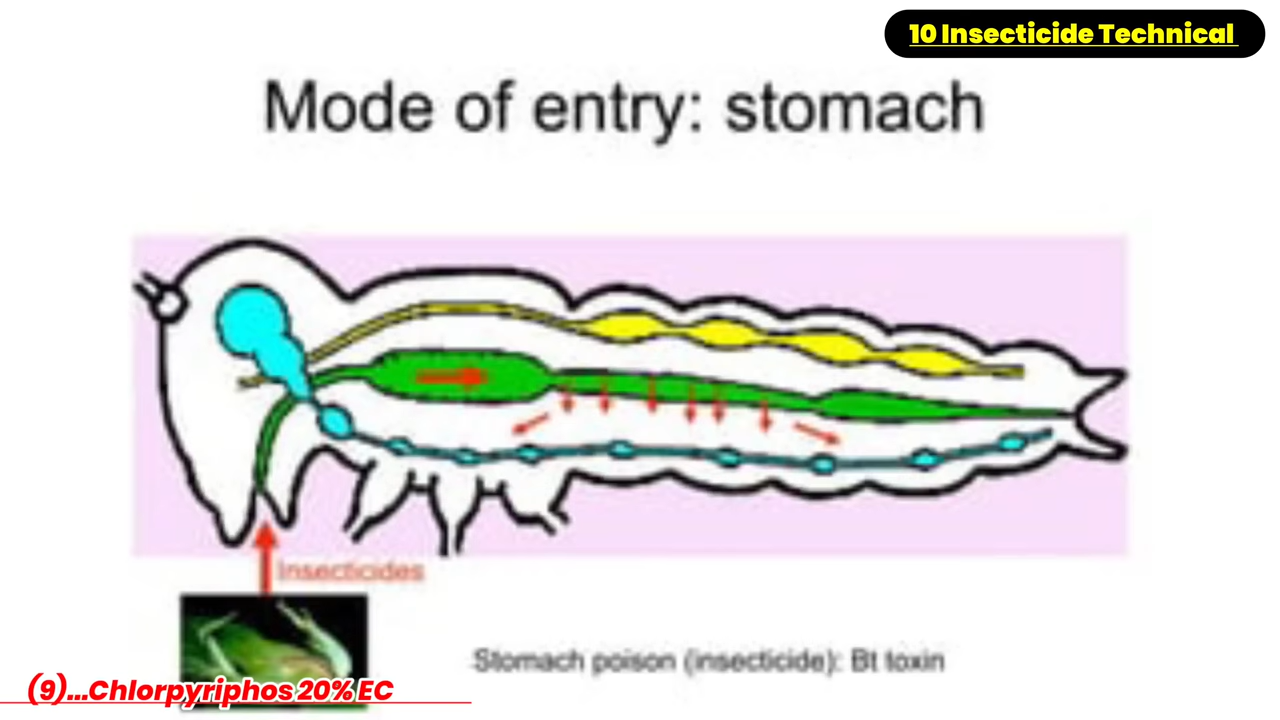 10 Insecticide Technical
Mode of entry: stomach
Insecticides
Stomach poison (insecticide): Bt toxin
(9)...Chlorpyriphos 20% EC